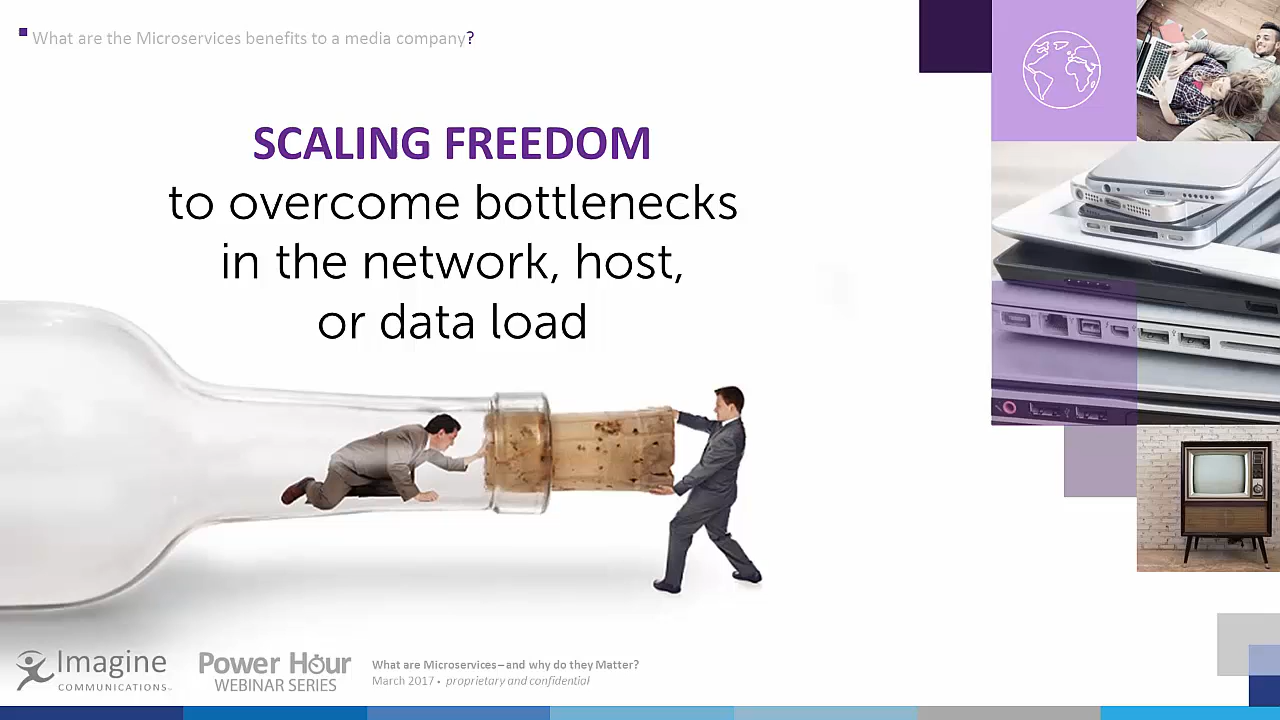 What are the Microservices benefits to a media company?
SCALING FREEDOM
to overcome bottlenecks
in the network, host,
or data load
Imagine
COMMUNICATIONS
Power Hour
WEBINAR SERIES
What are Microservices–and why do they Matter?
March 2017 • proprietary and confidential